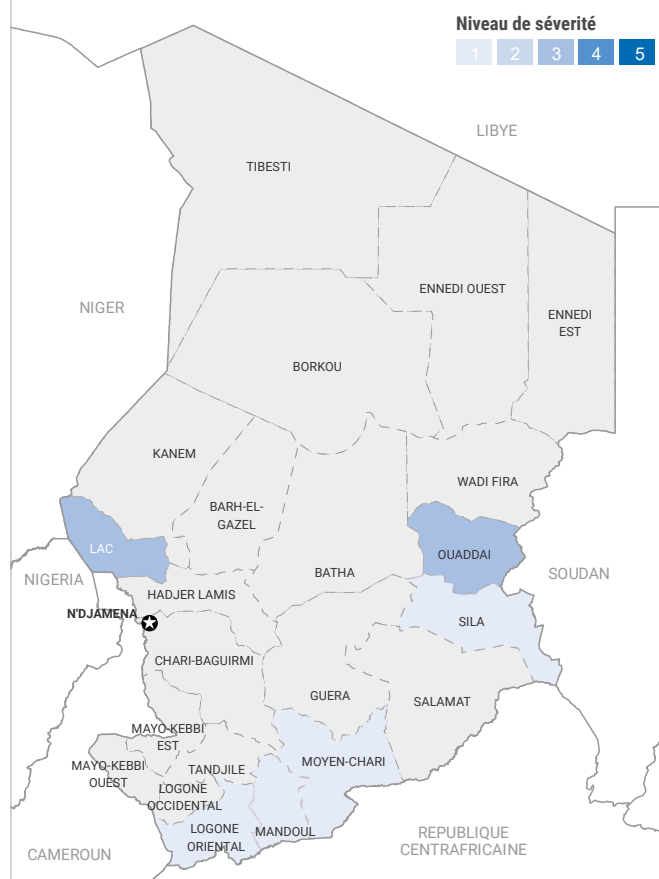 Niveau de séverité
1 2 3 4 5
LIBYE
TIBESTI
ENNEDI OUEST
NIGER
ENNEDI
EST
BORKOU
KANEM
WADI FIRA
BARH-EL-
GAZEL
LAC
OUADDAI
BATHA
SOUDAN
NIGERIA
HADJER LAMIS
N'DJAMENA
SILA
CHARI-BAGUIRMI
GUERA
SALAMAT
MAYO-KEBBI
EST
MOYEN-CHARI
MAYO-KEBBI
OUEST
TANDJILE
LOGONE
OCCIDENTAL
LOGONE
ORIENTAL
MANDOUL
REPUBLIQUE
CENTRAFRICAINE
CAMEROUN